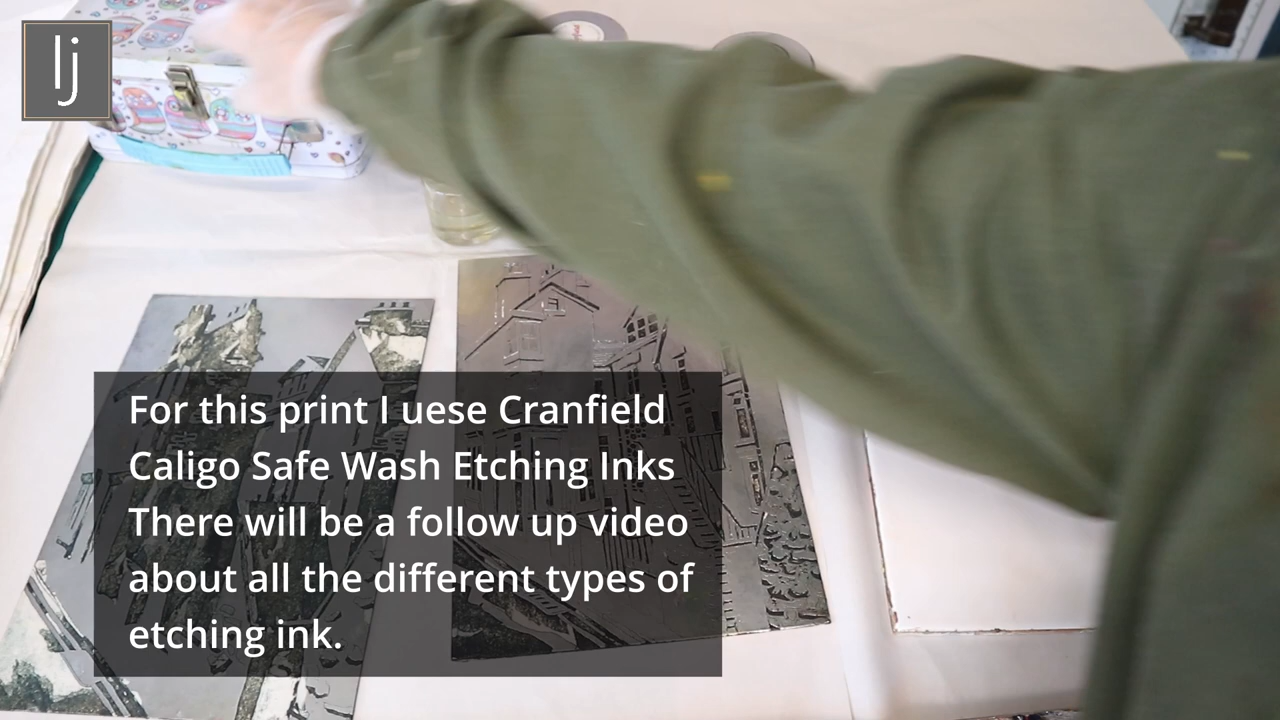 lj
For this print I uese Cranfield
Caligo Safe Wash Etching Inks
There will be a follow up video
about all the different types of
etching ink.